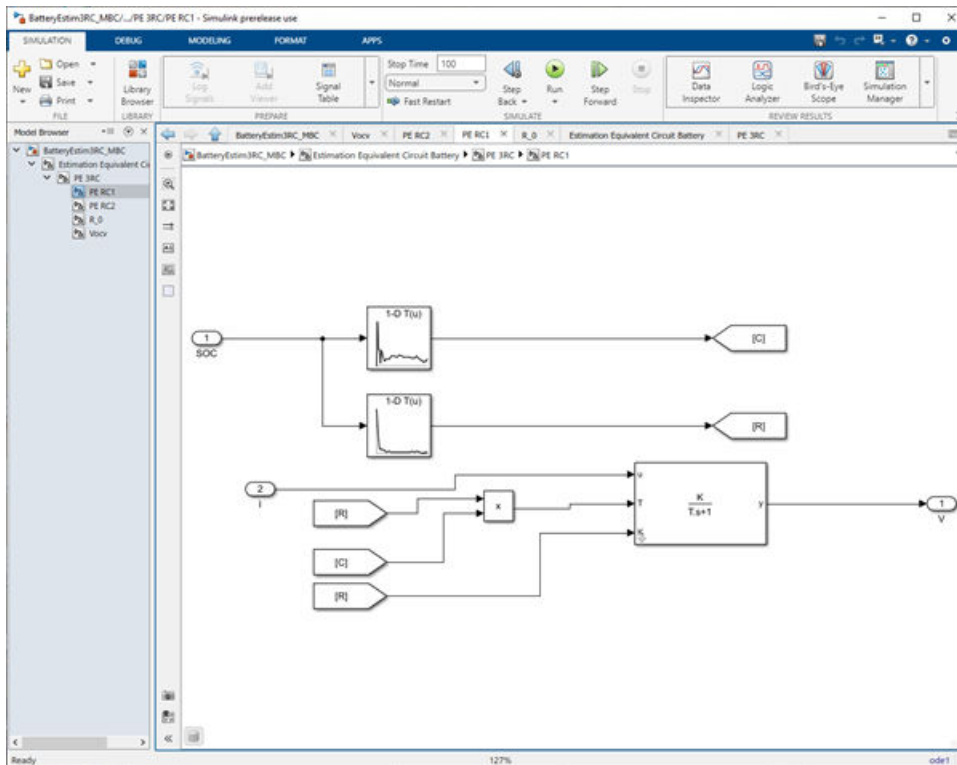 BatteryEstim3RC_MBC/.../PE 3RC/PE RC1 - Simulink prerelease use
SIMULATION DEBUG MODELING FORMAT APPS
New
Open
Save
Print
FILE
Library Browser
LIBRARY
Log Signals
Add Viewer
Signal Table
PREPARE
Stop Time 100
Normal
Fast Restart
Step Back
Run
Step Forward
Stop
SIMULATE
Data Inspector
Logic Analyzer
Bird's-Eye Scope
Simulation Manager
REVIEW RESULTS
Model Browser
BatteryEstim3RC_MBC Vocv PE RC2 PE RC1 R_0 Estimation Equivalent Circuit Battery PE 3RC
BatteryEstim3RC_MBC Estimation Equivalent Circuit Battery PE 3RC PE RC1
BatteryEstim3RC_MBC
Estimation Equivalent Ci
PE 3RC
PE RC1
PE RC2
R_0
Vocv
1
SOC
1-D T(u)
[C]
1-D T(u)
[R]
2
I
[R]
[C]
[R]
x
u
T
K
K
T.s+1
y
1
V
Ready 127% ode1